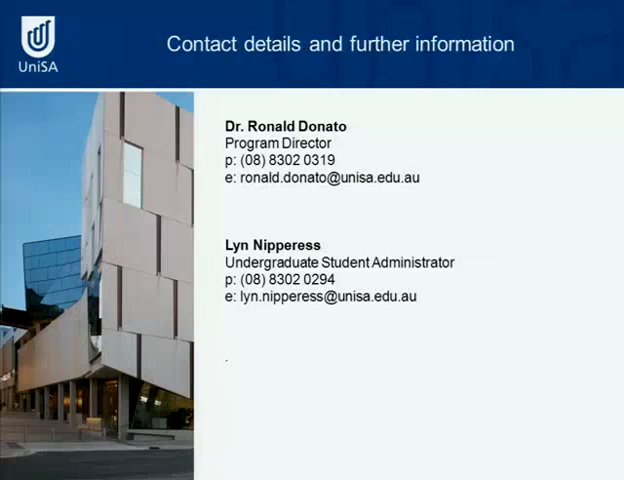 UniSA
Contact details and further information
Dr. Ronald Donato
Program Director
p: (08) 8302 0319
e: ronald.donato@unisa.edu.au
Lyn Nipperess
Undergraduate Student Administrator
p: (08) 8302 0294
e: lyn.nipperess@unisa.edu.au
.